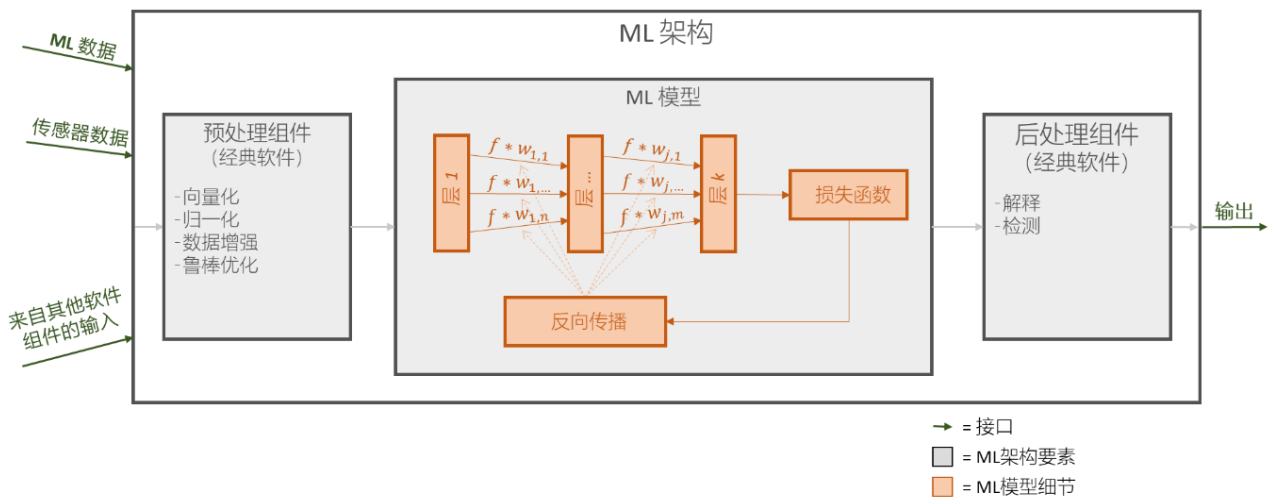 ML 架构
ML 数据
传感器数据
来自其他软件
组件的输入
预处理组件
（经典软件）
-向量化
-归一化
-数据增强
-鲁棒优化
ML 模型
层 1
f * w1,1
f * w1,...
f * w1,n
层 ...
f * wj,1
f * wj,...
f * wj,m
层 k
损失函数
反向传播
后处理组件
（经典软件）
-解释
-检测
输出
= 接口
= ML架构要素
= ML模型细节